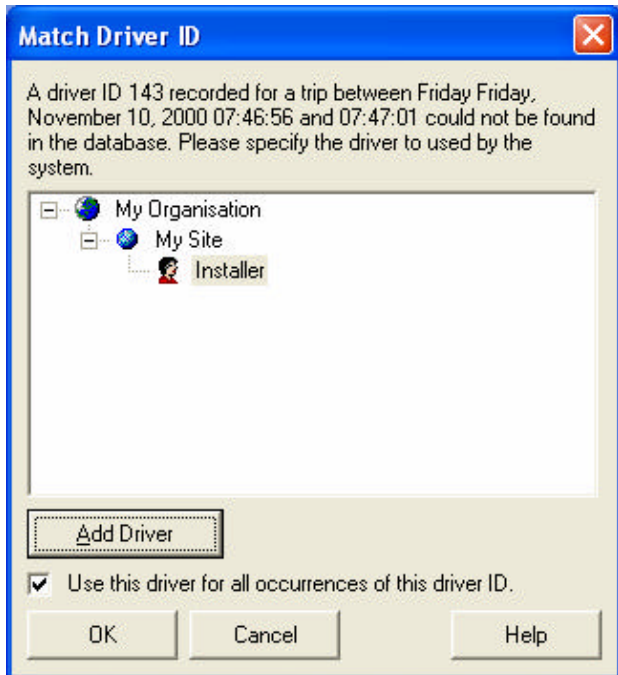 Match Driver ID
A driver ID 143 recorded for a trip between Friday Friday,
November 10, 2000 07:46:56 and 07:47:01 could not be found
in the database. Please specify the driver to used by the
system.
My Organisation
My Site
Installer
Add Driver
Use this driver for all occurrences of this driver ID.
OK Cancel Help